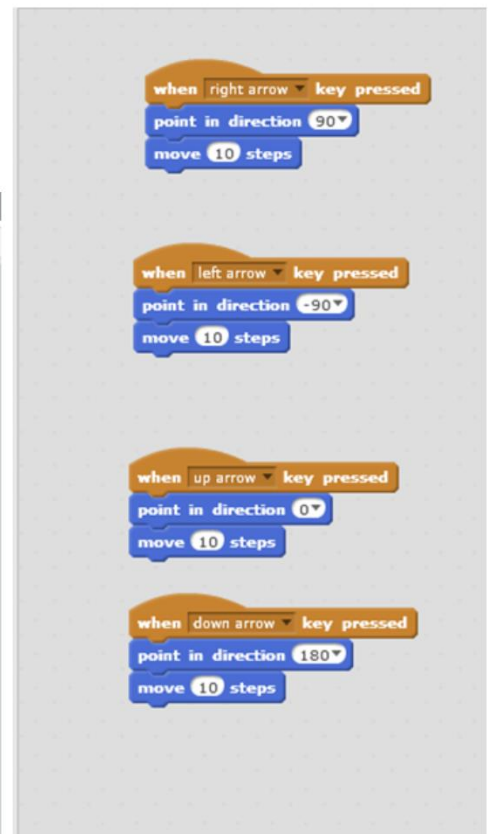 when right arrow key pressed
point in direction 90
move 10 steps
when left arrow key pressed
point in direction -90
move 10 steps
when up arrow key pressed
point in direction 0
move 10 steps
when down arrow key pressed
point in direction 180
move 10 steps